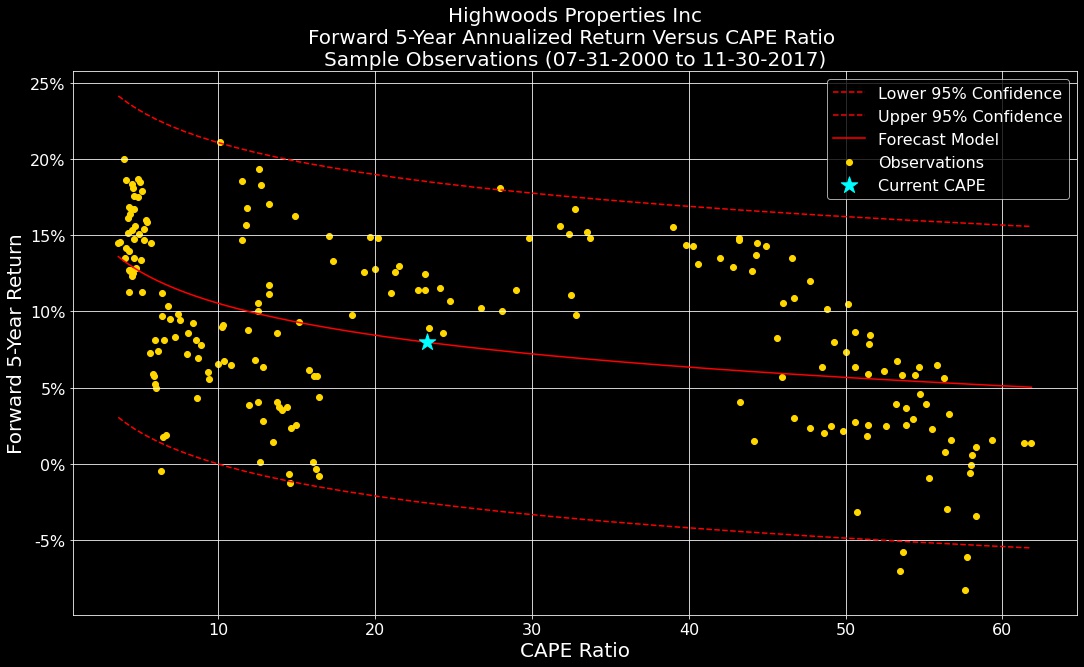 Highwoods Properties Inc
Forward 5-Year Annualized Return Versus CAPE Ratio
Sample Observations (07-31-2000 to 11-30-2017)
Lower 95% Confidence
Upper 95% Confidence
Forecast Model
Observations
Current CAPE
Forward 5-Year Return
25%
20%
15%
10%
5%
0%
-5%
10 20 30 40 50 60
CAPE Ratio